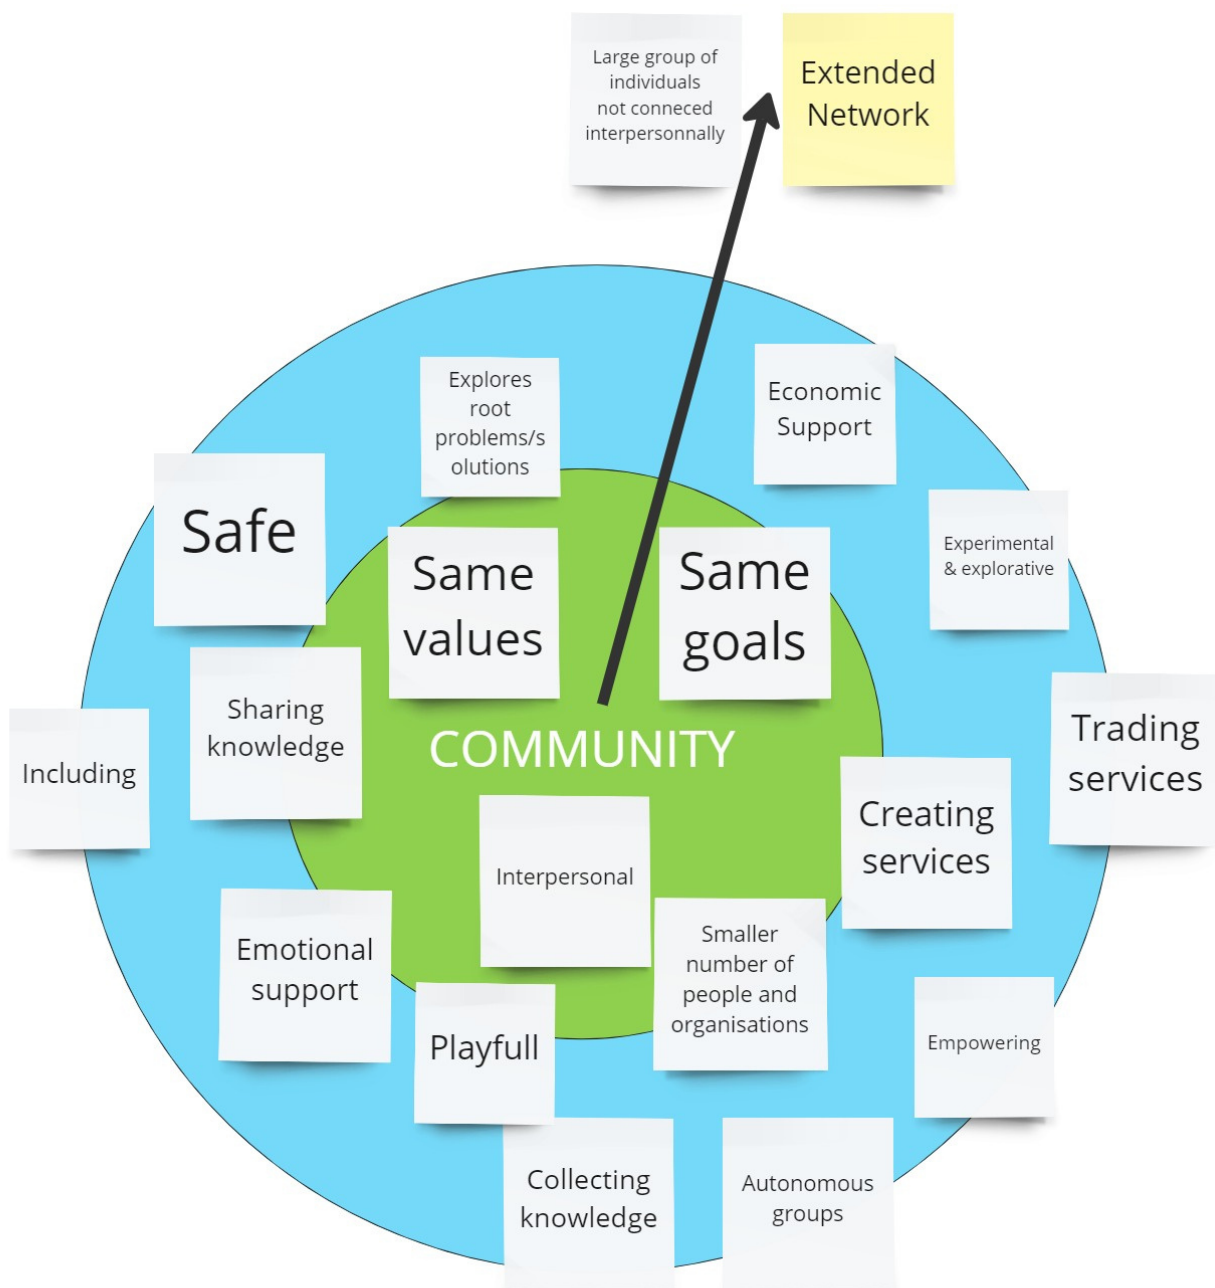 Large group of
individuals
not conneced
interpersonnally
Extended
Network
Explores
root
problems/s
olutions
Economic
Support
Safe
Same
values
Same
goals
Experimental
& explorative
Sharing
knowledge
Including
COMMUNITY
Trading
services
Creating
services
Interpersonal
Emotional
support
Smaller
number of
people and
organisations
Playfull
Empowering
Collecting
knowledge
Autonomous
groups